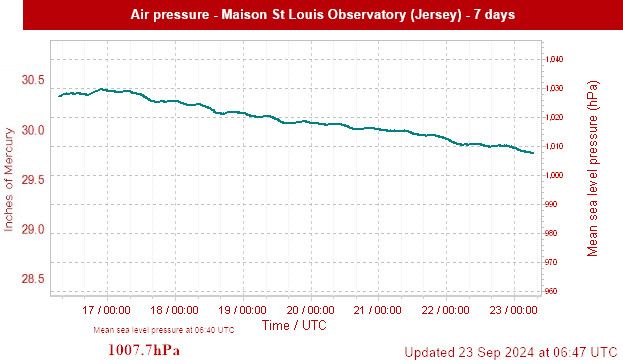 Air pressure - Maison St Louis Observatory (Jersey) - 7 days
30.5
30.0
29.5
29.0
28.5
Inches of Mercury
1,040
1,030
1,020
1,010
1,000
990
980
970
960
Mean sea level pressure (hPa)
17 / 00:00 18 / 00:00 19 / 00:00 20 / 00:00 21 / 00:00 22 / 00:00 23 / 00:00
Time / UTC
Mean sea level pressure at 06:40 UTC
1007.7hPa
Updated 23 Sep 2024 at 06:47 UTC